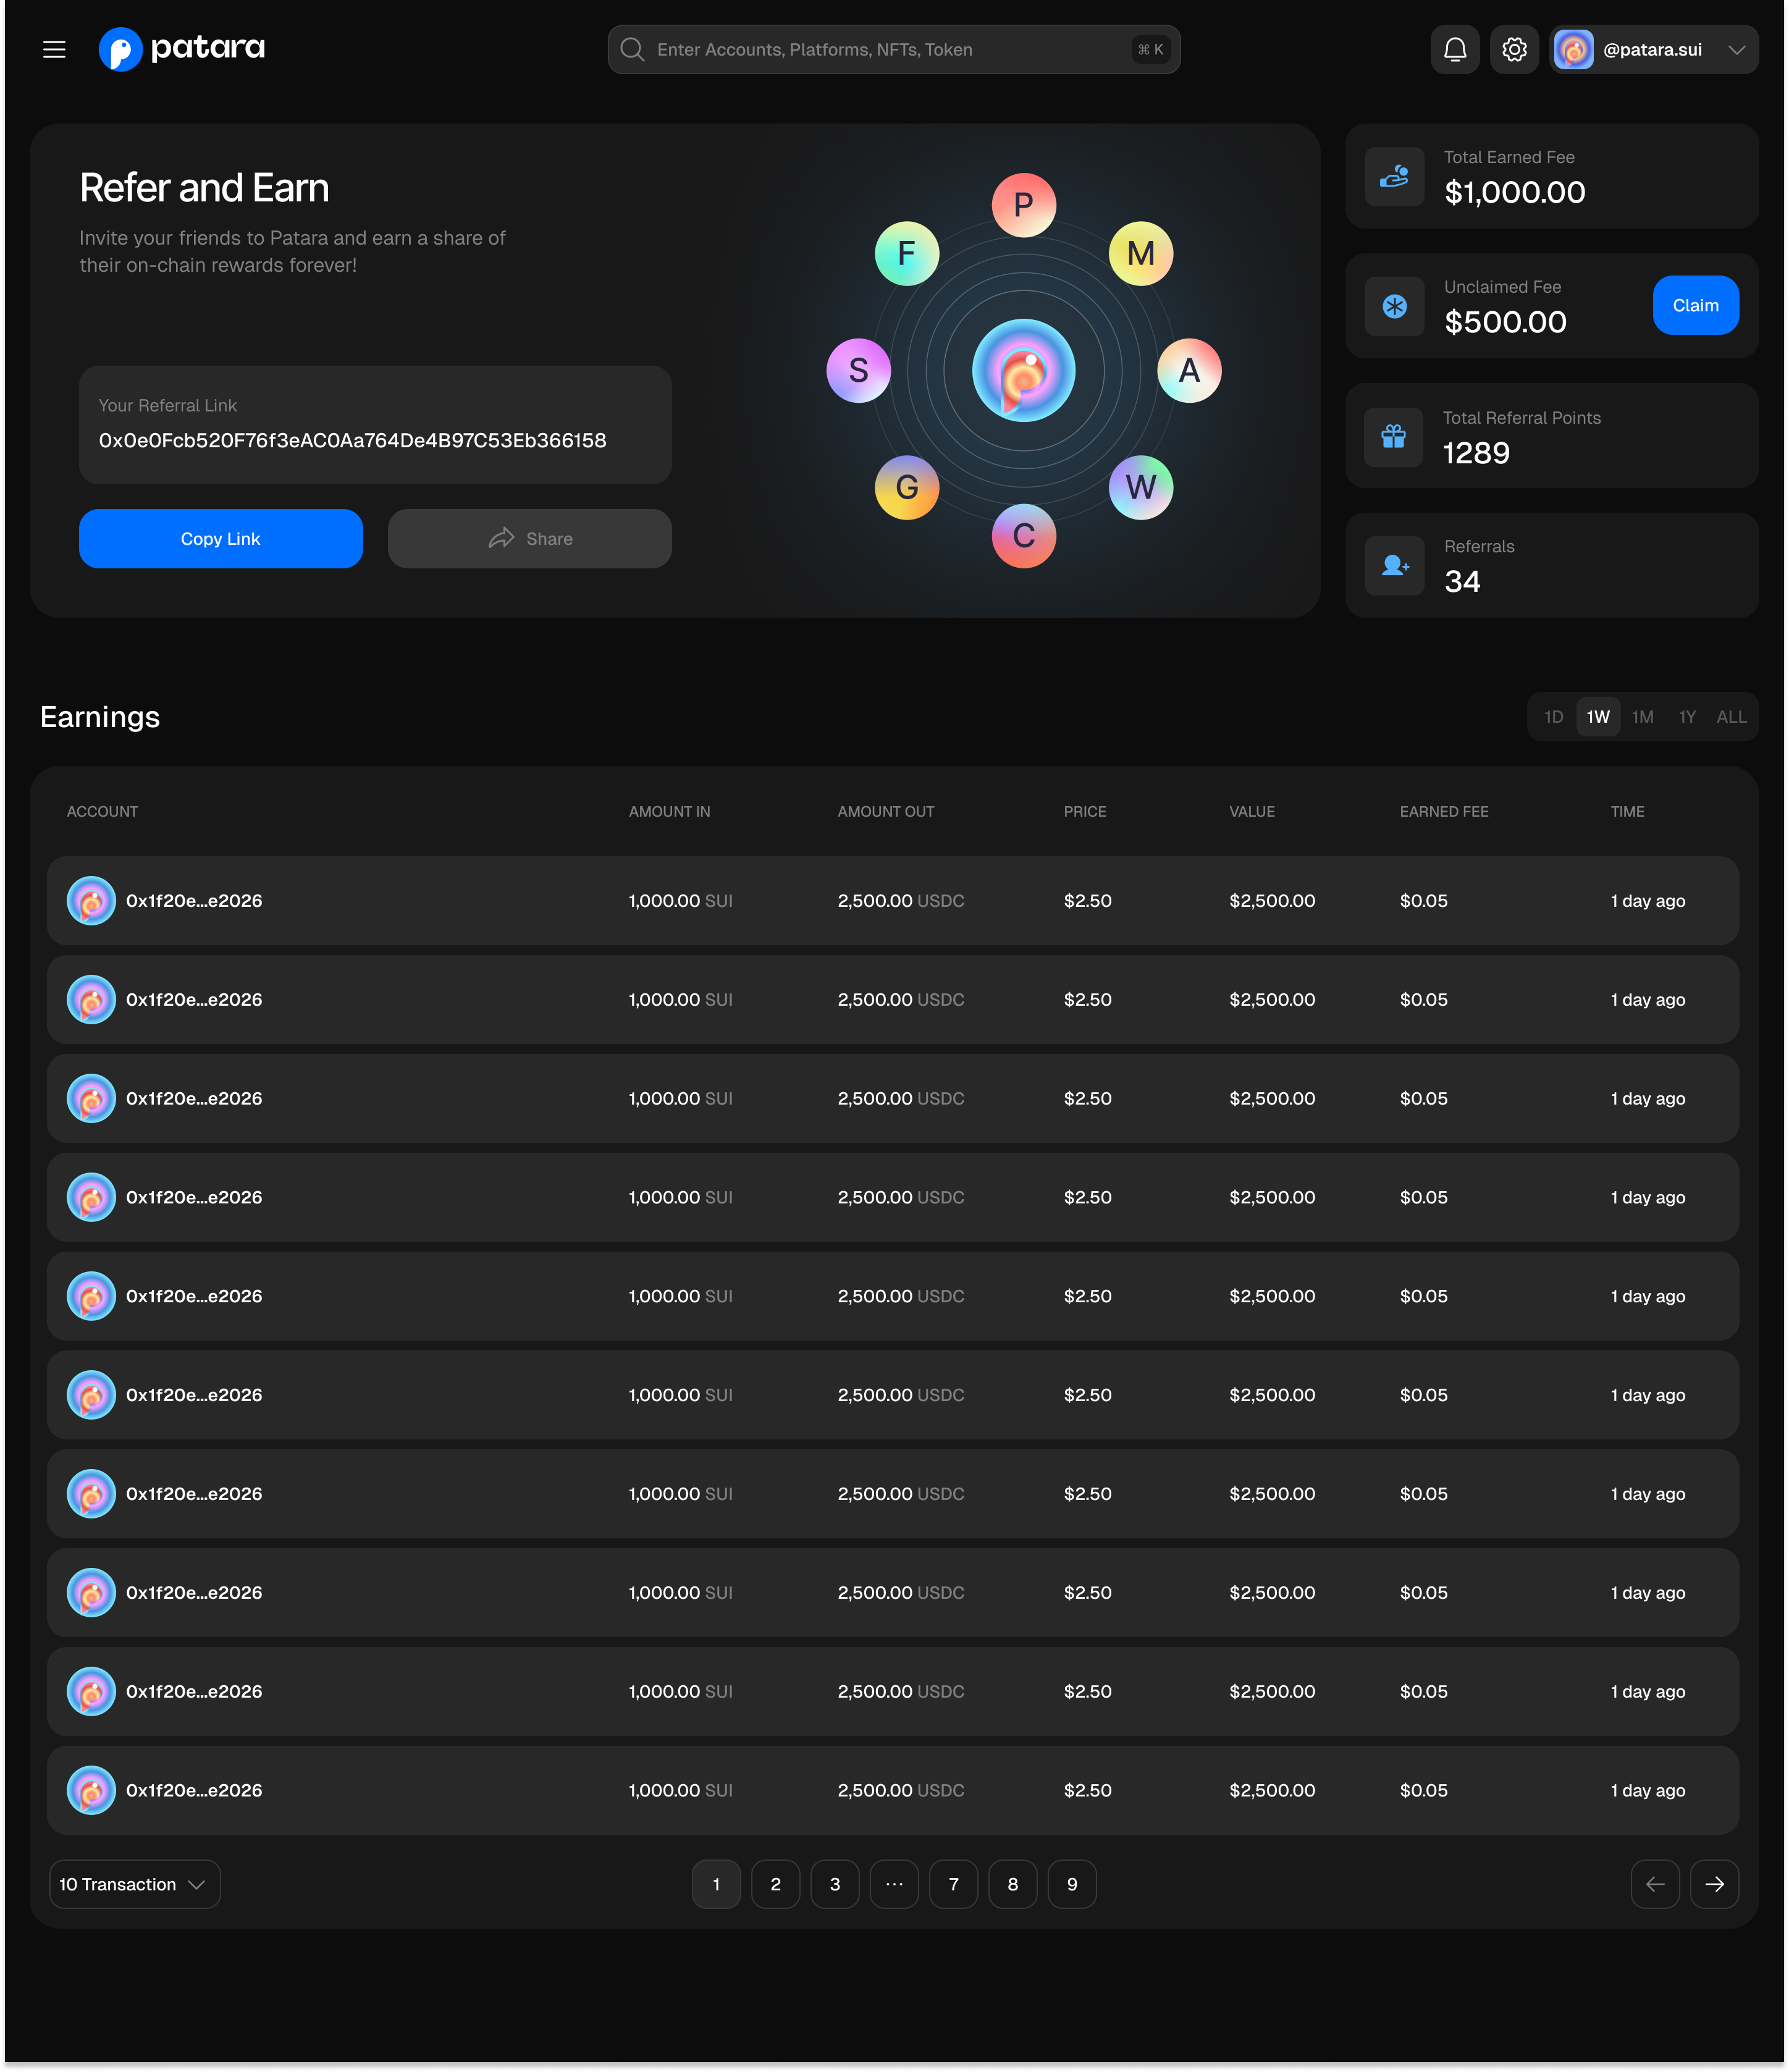 patara
Enter Accounts, Platforms, NFTs, Token
⌘ K
@patara.sui
Refer and Earn
Invite your friends to Patara and earn a share of
their on-chain rewards forever!
Your Referral Link
0x0e0Fcb520F76f3eAC0Aa764De4B97C53Eb366158
Copy Link
Share
P
F
M
S
A
G
W
C
Total Earned Fee
$1,000.00
Unclaimed Fee
$500.00
Claim
Total Referral Points
1289
Referrals
34
Earnings
1D 1W 1M 1Y ALL
ACCOUNT AMOUNT IN AMOUNT OUT PRICE VALUE EARNED FEE TIME
0x1f20e...e2026 1,000.00 SUI 2,500.00 USDC $2.50 $2,500.00 $0.05 1 day ago
0x1f20e...e2026 1,000.00 SUI 2,500.00 USDC $2.50 $2,500.00 $0.05 1 day ago
0x1f20e...e2026 1,000.00 SUI 2,500.00 USDC $2.50 $2,500.00 $0.05 1 day ago
0x1f20e...e2026 1,000.00 SUI 2,500.00 USDC $2.50 $2,500.00 $0.05 1 day ago
0x1f20e...e2026 1,000.00 SUI 2,500.00 USDC $2.50 $2,500.00 $0.05 1 day ago
0x1f20e...e2026 1,000.00 SUI 2,500.00 USDC $2.50 $2,500.00 $0.05 1 day ago
0x1f20e...e2026 1,000.00 SUI 2,500.00 USDC $2.50 $2,500.00 $0.05 1 day ago
0x1f20e...e2026 1,000.00 SUI 2,500.00 USDC $2.50 $2,500.00 $0.05 1 day ago
0x1f20e...e2026 1,000.00 SUI 2,500.00 USDC $2.50 $2,500.00 $0.05 1 day ago
0x1f20e...e2026 1,000.00 SUI 2,500.00 USDC $2.50 $2,500.00 $0.05 1 day ago
10 Transaction 1 2 3 ... 7 8 9